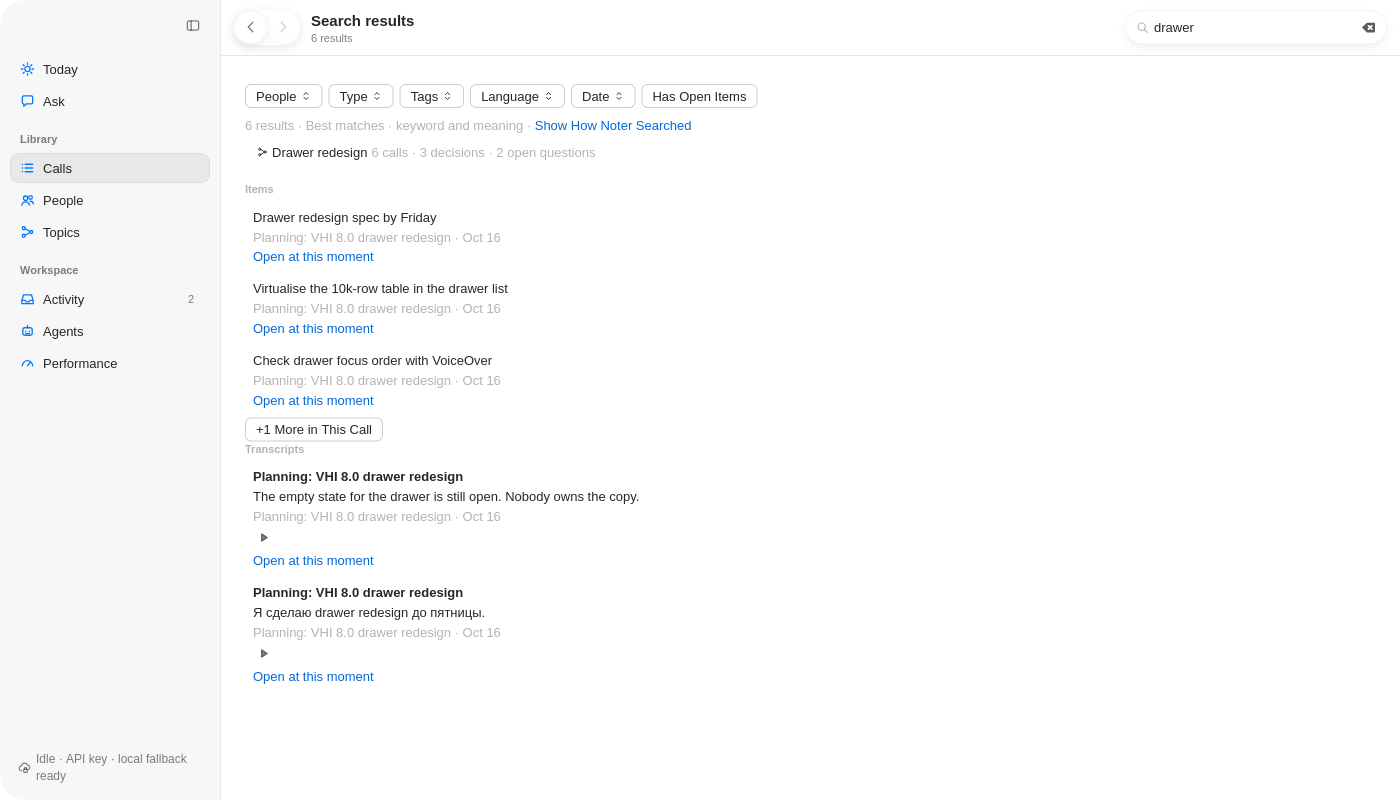 Search results
6 results
drawer
Today
Ask
Library
Calls
People
Topics
Workspace
Activity 2
Agents
Performance
Idle · API key · local fallback
ready
People Type Tags Language Date Has Open Items
6 results · Best matches · keyword and meaning · Show How Noter Searched
Drawer redesign 6 calls · 3 decisions · 2 open questions
Items
Drawer redesign spec by Friday
Planning: VHI 8.0 drawer redesign · Oct 16
Open at this moment
Virtualise the 10k-row table in the drawer list
Planning: VHI 8.0 drawer redesign · Oct 16
Open at this moment
Check drawer focus order with VoiceOver
Planning: VHI 8.0 drawer redesign · Oct 16
Open at this moment
+1 More in This Call
Transcripts
Planning: VHI 8.0 drawer redesign
The empty state for the drawer is still open. Nobody owns the copy.
Planning: VHI 8.0 drawer redesign · Oct 16
Open at this moment
Planning: VHI 8.0 drawer redesign
Я сделаю drawer redesign до пятницы.
Planning: VHI 8.0 drawer redesign · Oct 16
Open at this moment